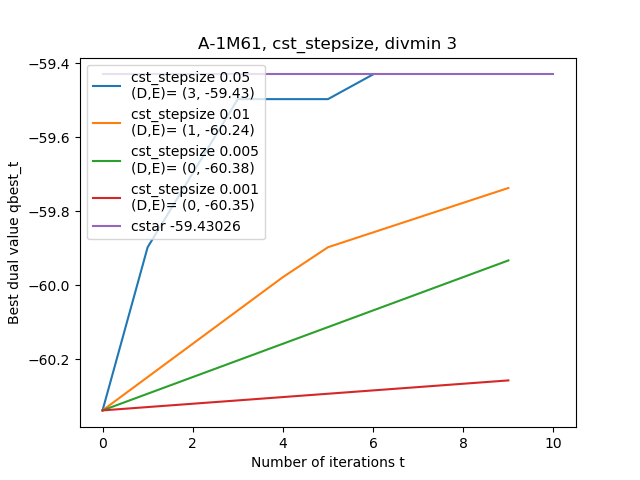 A-1M61, cst_stepsize, divmin 3
Best dual value qbest_t
−59.4
−59.6
−59.8
−60.0
−60.2
cst_stepsize 0.05
(D,E)= (3, -59.43)
cst_stepsize 0.01
(D,E)= (1, -60.24)
cst_stepsize 0.005
(D,E)= (0, -60.38)
cst_stepsize 0.001
(D,E)= (0, -60.35)
cstar -59.43026
0 2 4 6 8 10
Number of iterations t